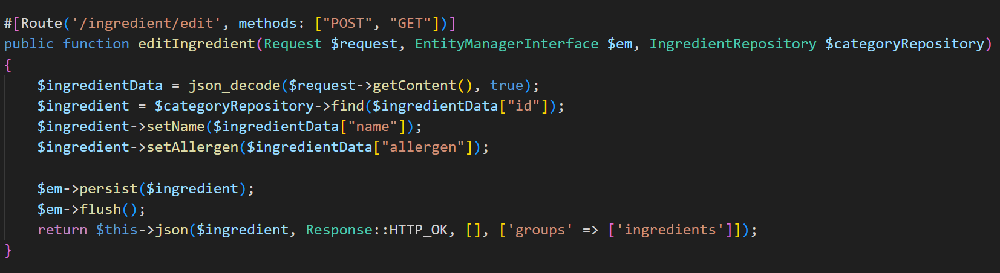 #[Route('/ingredient/edit', methods: ["POST", "GET"])]
public function editIngredient(Request $request, EntityManagerInterface $em, IngredientRepository $categoryRepository)
{
    $ingredientData = json_decode($request->getContent(), true);
    $ingredient = $categoryRepository->find($ingredientData["id"]);
    $ingredient->setName($ingredientData["name"]);
    $ingredient->setAllergen($ingredientData["allergen"]);

    $em->persist($ingredient);
    $em->flush();
    return $this->json($ingredient, Response::HTTP_OK, [], ['groups' => ['ingredients']]);
}